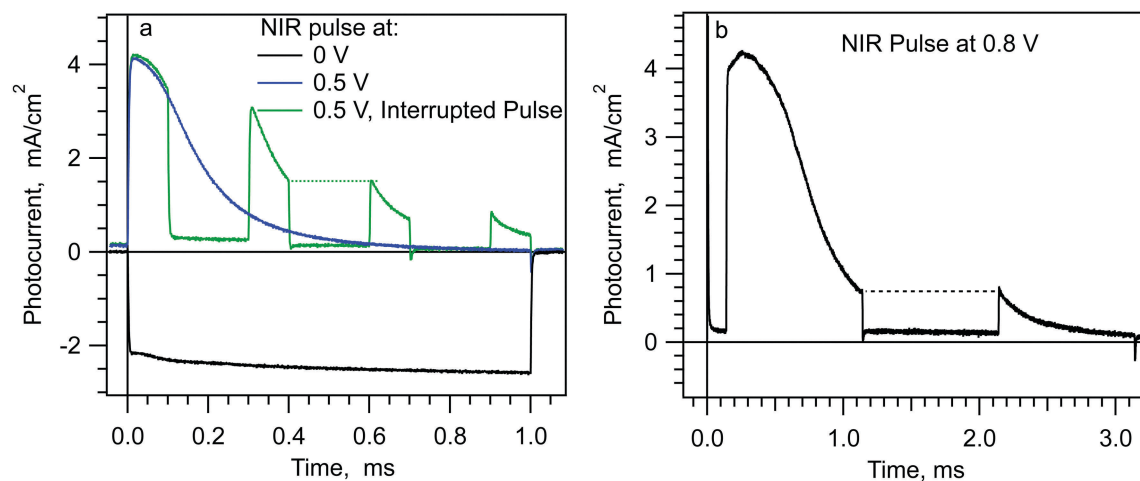 a
NIR pulse at:
0 V
0.5 V
0.5 V, Interrupted Pulse
Photocurrent, mA/cm²
4
2
0
-2
0.0 0.2 0.4 0.6 0.8 1.0
Time, ms
b
NIR Pulse at 0.8 V
Photocurrent, mA/cm²
4
3
2
1
0
0.0 1.0 2.0 3.0
Time, ms